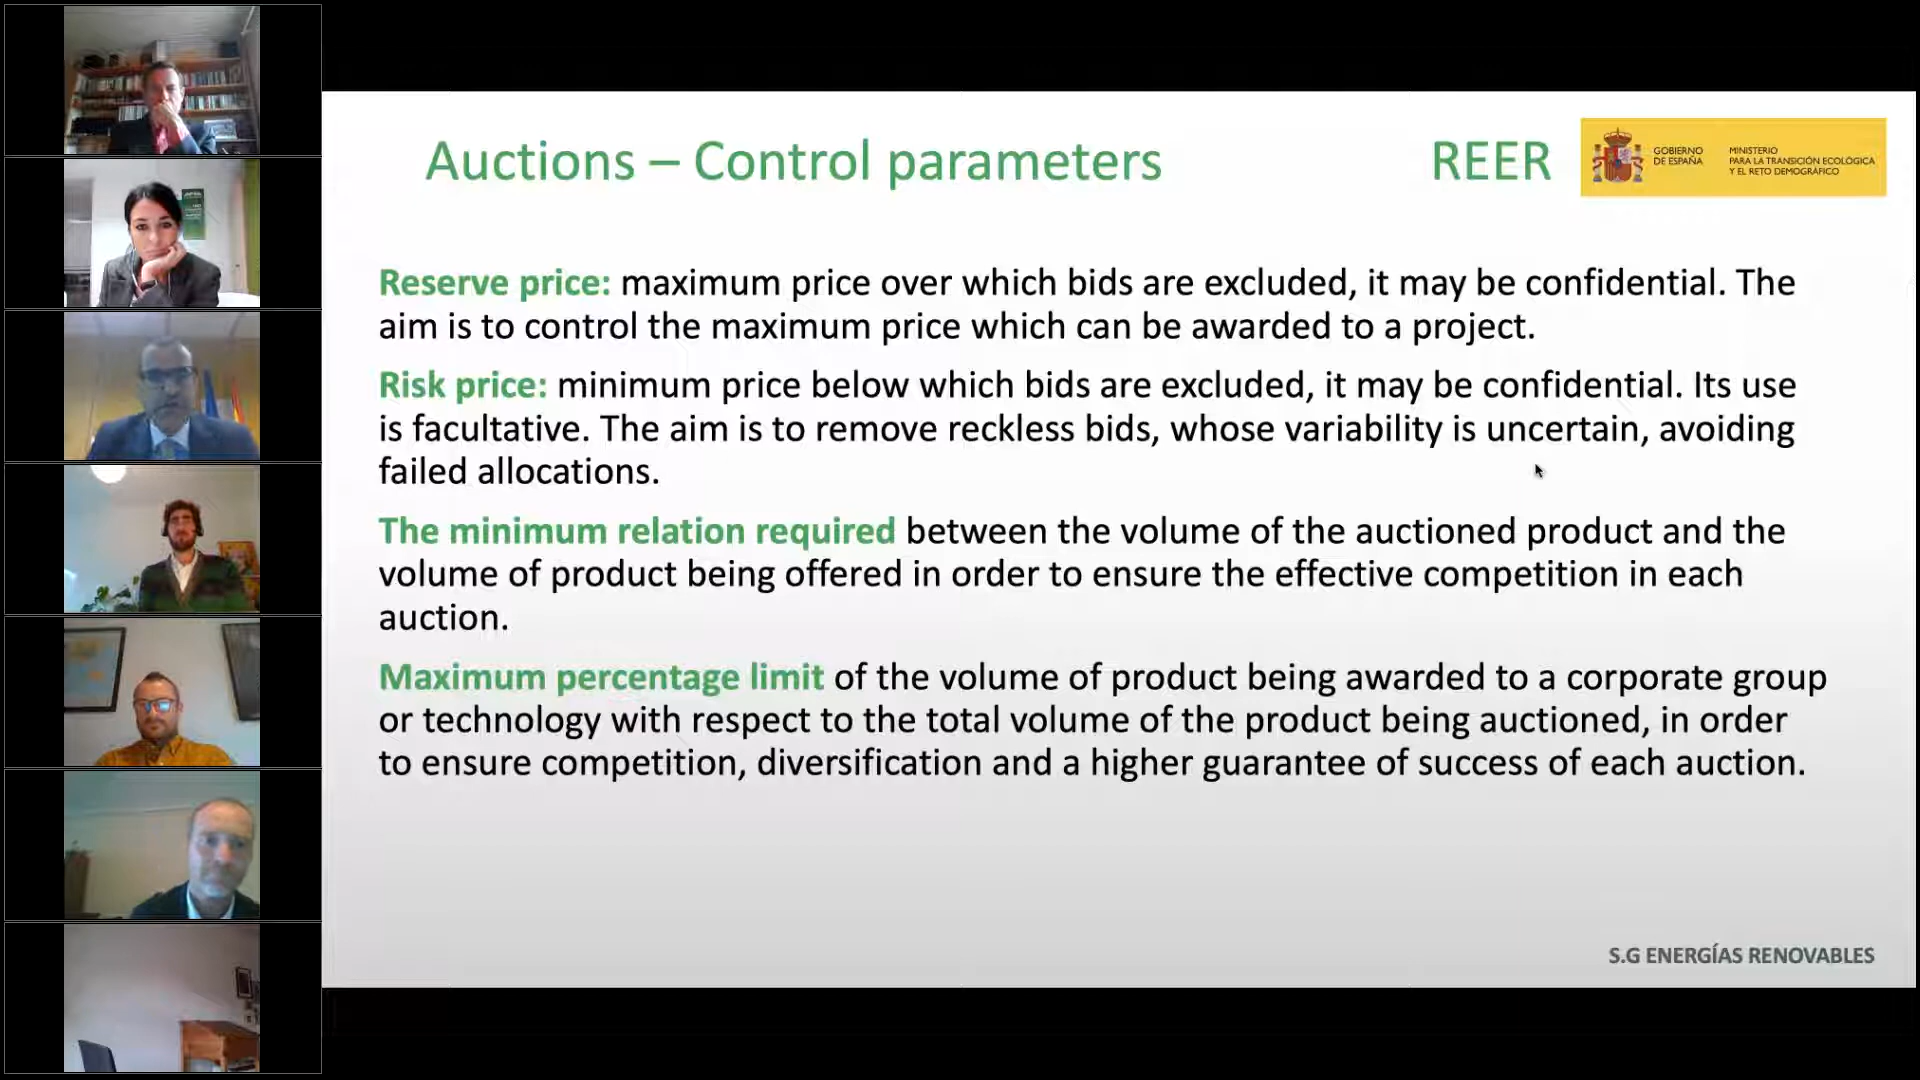 Auctions – Control parameters
REER
GOBIERNO
DE ESPAÑA
MINISTERIO
PARA LA TRANSICIÓN ECOLÓGICA
Y EL RETO DEMOGRÁFICO
Reserve price: maximum price over which bids are excluded, it may be confidential. The
aim is to control the maximum price which can be awarded to a project.
Risk price: minimum price below which bids are excluded, it may be confidential. Its use
is facultative. The aim is to remove reckless bids, whose variability is uncertain, avoiding
failed allocations.
The minimum relation required between the volume of the auctioned product and the
volume of product being offered in order to ensure the effective competition in each
auction.
Maximum percentage limit of the volume of product being awarded to a corporate group
or technology with respect to the total volume of the product being auctioned, in order
to ensure competition, diversification and a higher guarantee of success of each auction.
S.G ENERGÍAS RENOVABLES